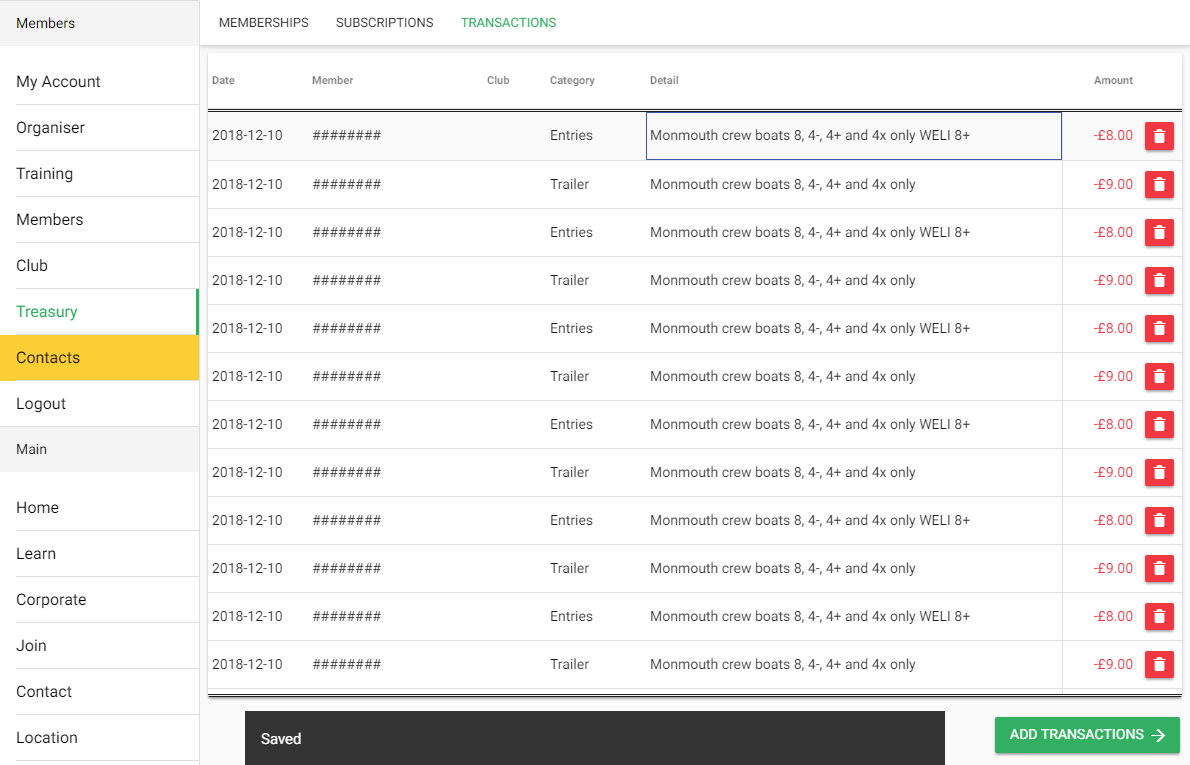 Members
My Account
Organiser
Training
Members
Club
Treasury
Contacts
Logout
Main
Home
Learn
Corporate
Join
Contact
Location
MEMBERSHIPS SUBSCRIPTIONS TRANSACTIONS
Date Member Club Category Detail Amount
2018-12-10 ######## Entries Monmouth crew boats 8, 4-, 4+ and 4x only WELI 8+ -£8.00
2018-12-10 ######## Trailer Monmouth crew boats 8, 4-, 4+ and 4x only -£9.00
2018-12-10 ######## Entries Monmouth crew boats 8, 4-, 4+ and 4x only WELI 8+ -£8.00
2018-12-10 ######## Trailer Monmouth crew boats 8, 4-, 4+ and 4x only -£9.00
2018-12-10 ######## Entries Monmouth crew boats 8, 4-, 4+ and 4x only WELI 8+ -£8.00
2018-12-10 ######## Trailer Monmouth crew boats 8, 4-, 4+ and 4x only -£9.00
2018-12-10 ######## Entries Monmouth crew boats 8, 4-, 4+ and 4x only WELI 8+ -£8.00
2018-12-10 ######## Trailer Monmouth crew boats 8, 4-, 4+ and 4x only -£9.00
2018-12-10 ######## Entries Monmouth crew boats 8, 4-, 4+ and 4x only WELI 8+ -£8.00
2018-12-10 ######## Trailer Monmouth crew boats 8, 4-, 4+ and 4x only -£9.00
2018-12-10 ######## Entries Monmouth crew boats 8, 4-, 4+ and 4x only WELI 8+ -£8.00
2018-12-10 ######## Trailer Monmouth crew boats 8, 4-, 4+ and 4x only -£9.00
Saved
ADD TRANSACTIONS